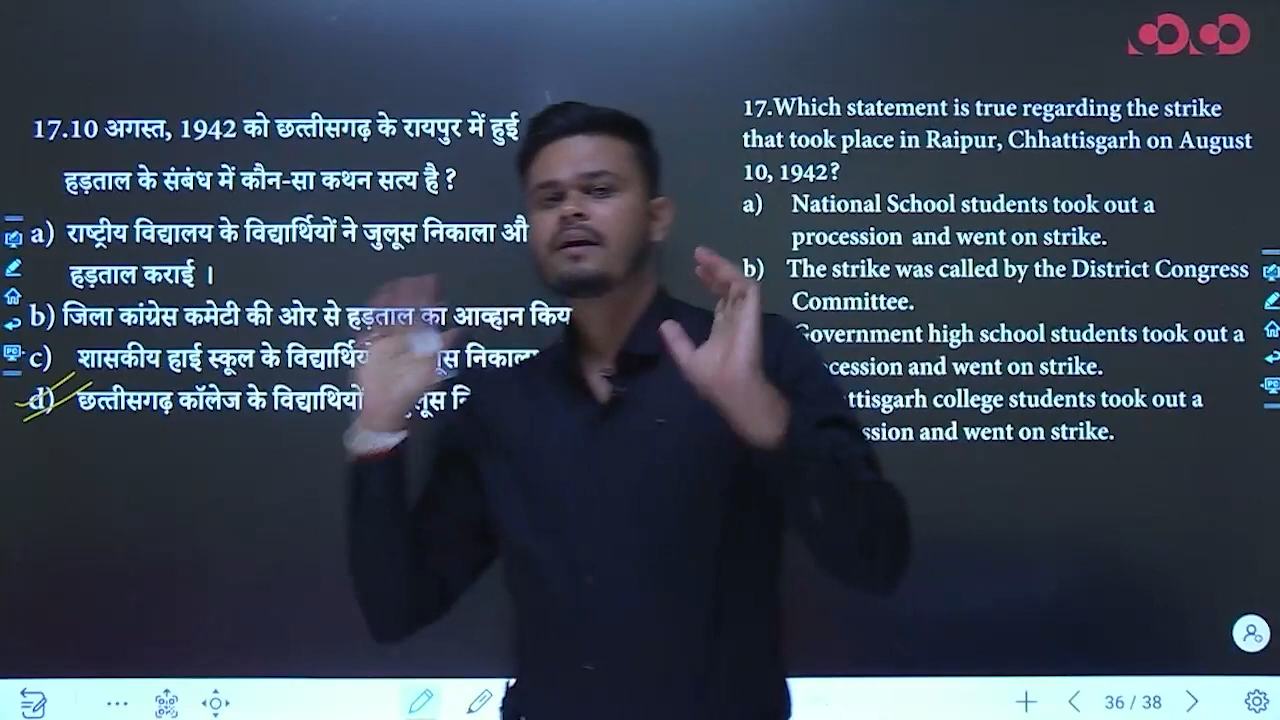 17.10 अगस्त, 1942 को छत्तीसगढ़ के रायपुर में हुई
हड़ताल के संबंध में कौन-सा कथन सत्य है ?
a) राष्ट्रीय विद्यालय के विद्यार्थियों ने जुलूस निकाला
हड़ताल कराई ।
b) जिला कांग्रेस कमेटी की ओर से हड़ताल का आव्हान
c) शासकीय हाई स्कूल के
d) छत्तीसगढ़ कॉलेज के
17.Which statement is true regarding the strike
that took place in Raipur, Chhattisgarh on August
10, 1942?
a) National School students took out a
procession and went on strike.
b) The strike was called by the District Congress
Committee.
Government high school students took out a
and went on strike.
college students took out a
and went on strike.
36 / 38